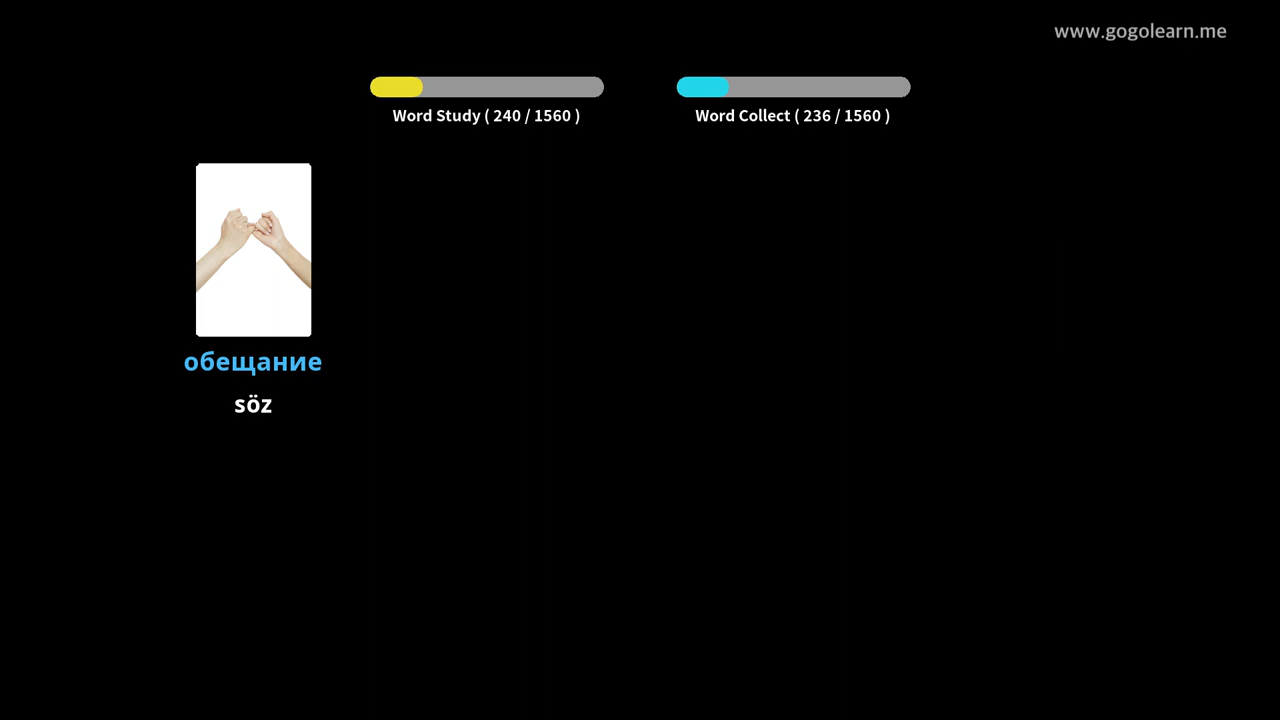 www.gogolearn.me
Word Study ( 240 / 1560 )
Word Collect ( 236 / 1560 )
обещание
söz